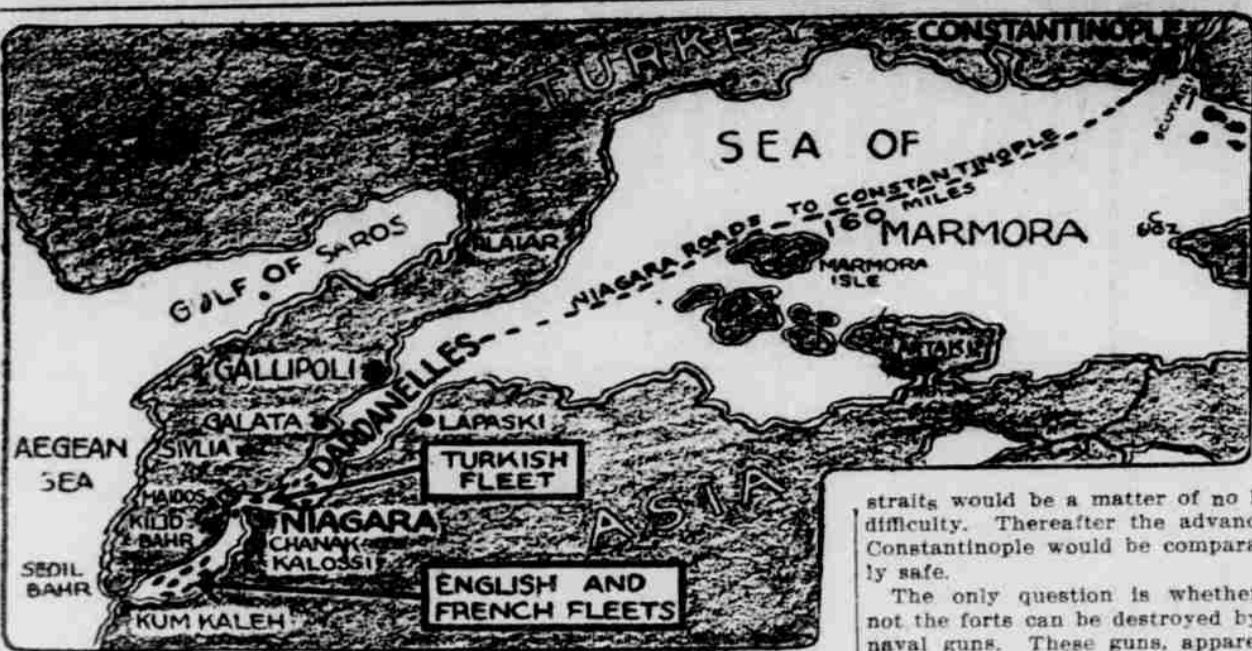 CONSTANTINOPLE
TURKEY
SCUTARI
SEA OF
NIAGARA ROADS TO CONSTANTINOPLE
160 MILES
MARMORA
GULF OF SAROS
MARMORA
ISLE
GALLIPOLI
DARDANELLES
GALATA
LAPASKI
AEGEAN
SEA
SIVLIA
TURKISH
FLEET
ASIA
MAIDOS
KILID
BAHR
NIAGARA
CHANAK
KALOSSI
SEDIL
BAHR
ENGLISH AND
FRENCH FLEETS
KUM KALEH
straits would be a matter of no
difficulty. Thereafter the advanc
Constantinople would be compara
ly safe.
The only question is whether
not the forts can be destroyed by
naval guns. These guns, appare